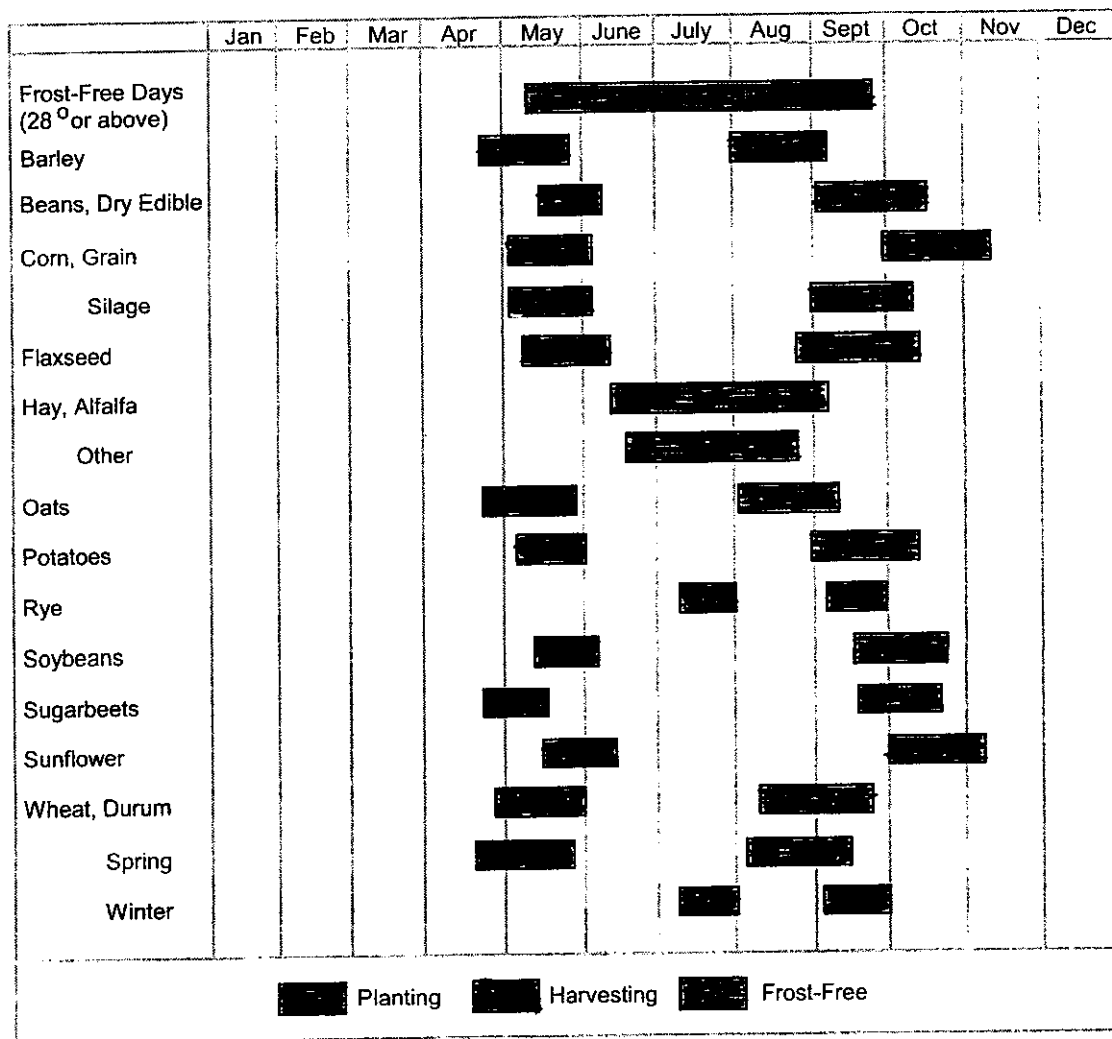 Jan Feb Mar Apr May June July Aug Sept Oct Nov Dec
Frost-Free Days
(28° or above)
Barley
Beans, Dry Edible
Corn, Grain
Silage
Flaxseed
Hay, Alfalfa
Other
Oats
Potatoes
Rye
Soybeans
Sugarbeets
Sunflower
Wheat, Durum
Spring
Winter
Planting Harvesting Frost-Free